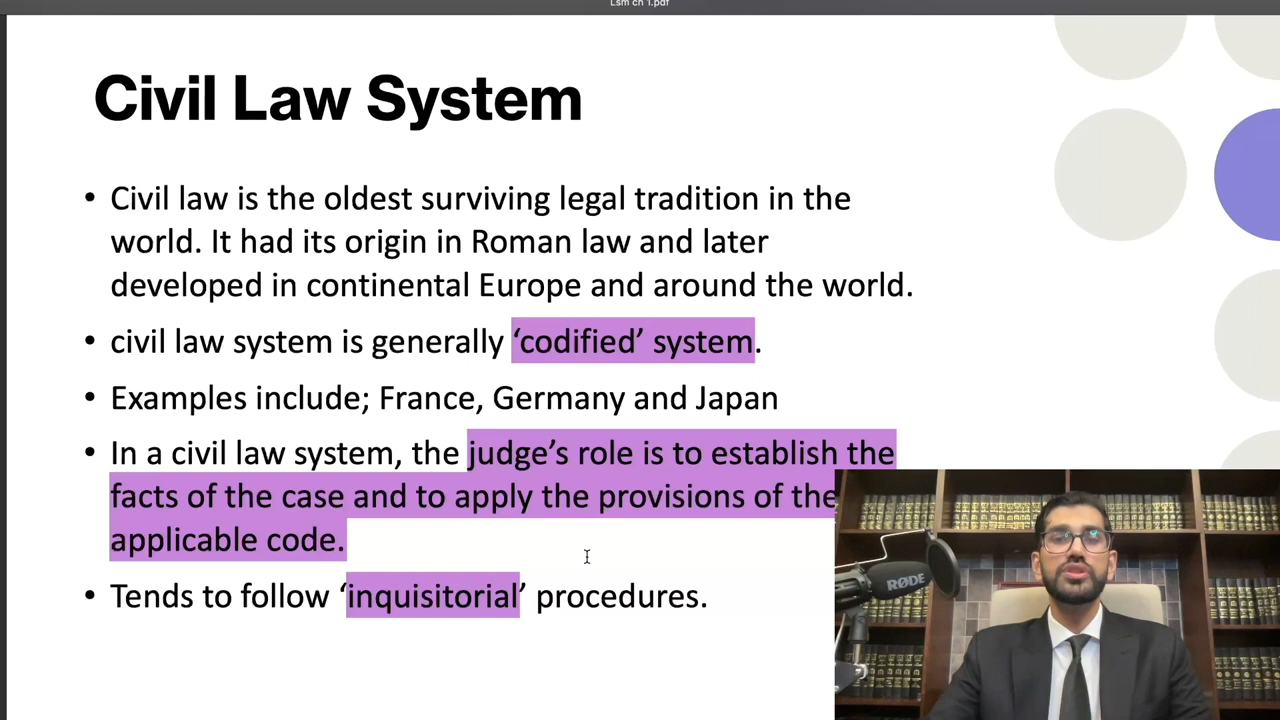 Lsm ch 1.pdf
Civil Law System
• Civil law is the oldest surviving legal tradition in the
world. It had its origin in Roman law and later
developed in continental Europe and around the world.
• civil law system is generally ‘codified’ system.
• Examples include; France, Germany and Japan
• In a civil law system, the judge’s role is to establish the
facts of the case and to apply the provisions of the
applicable code.
• Tends to follow ‘inquisitorial’ procedures.
RØDE